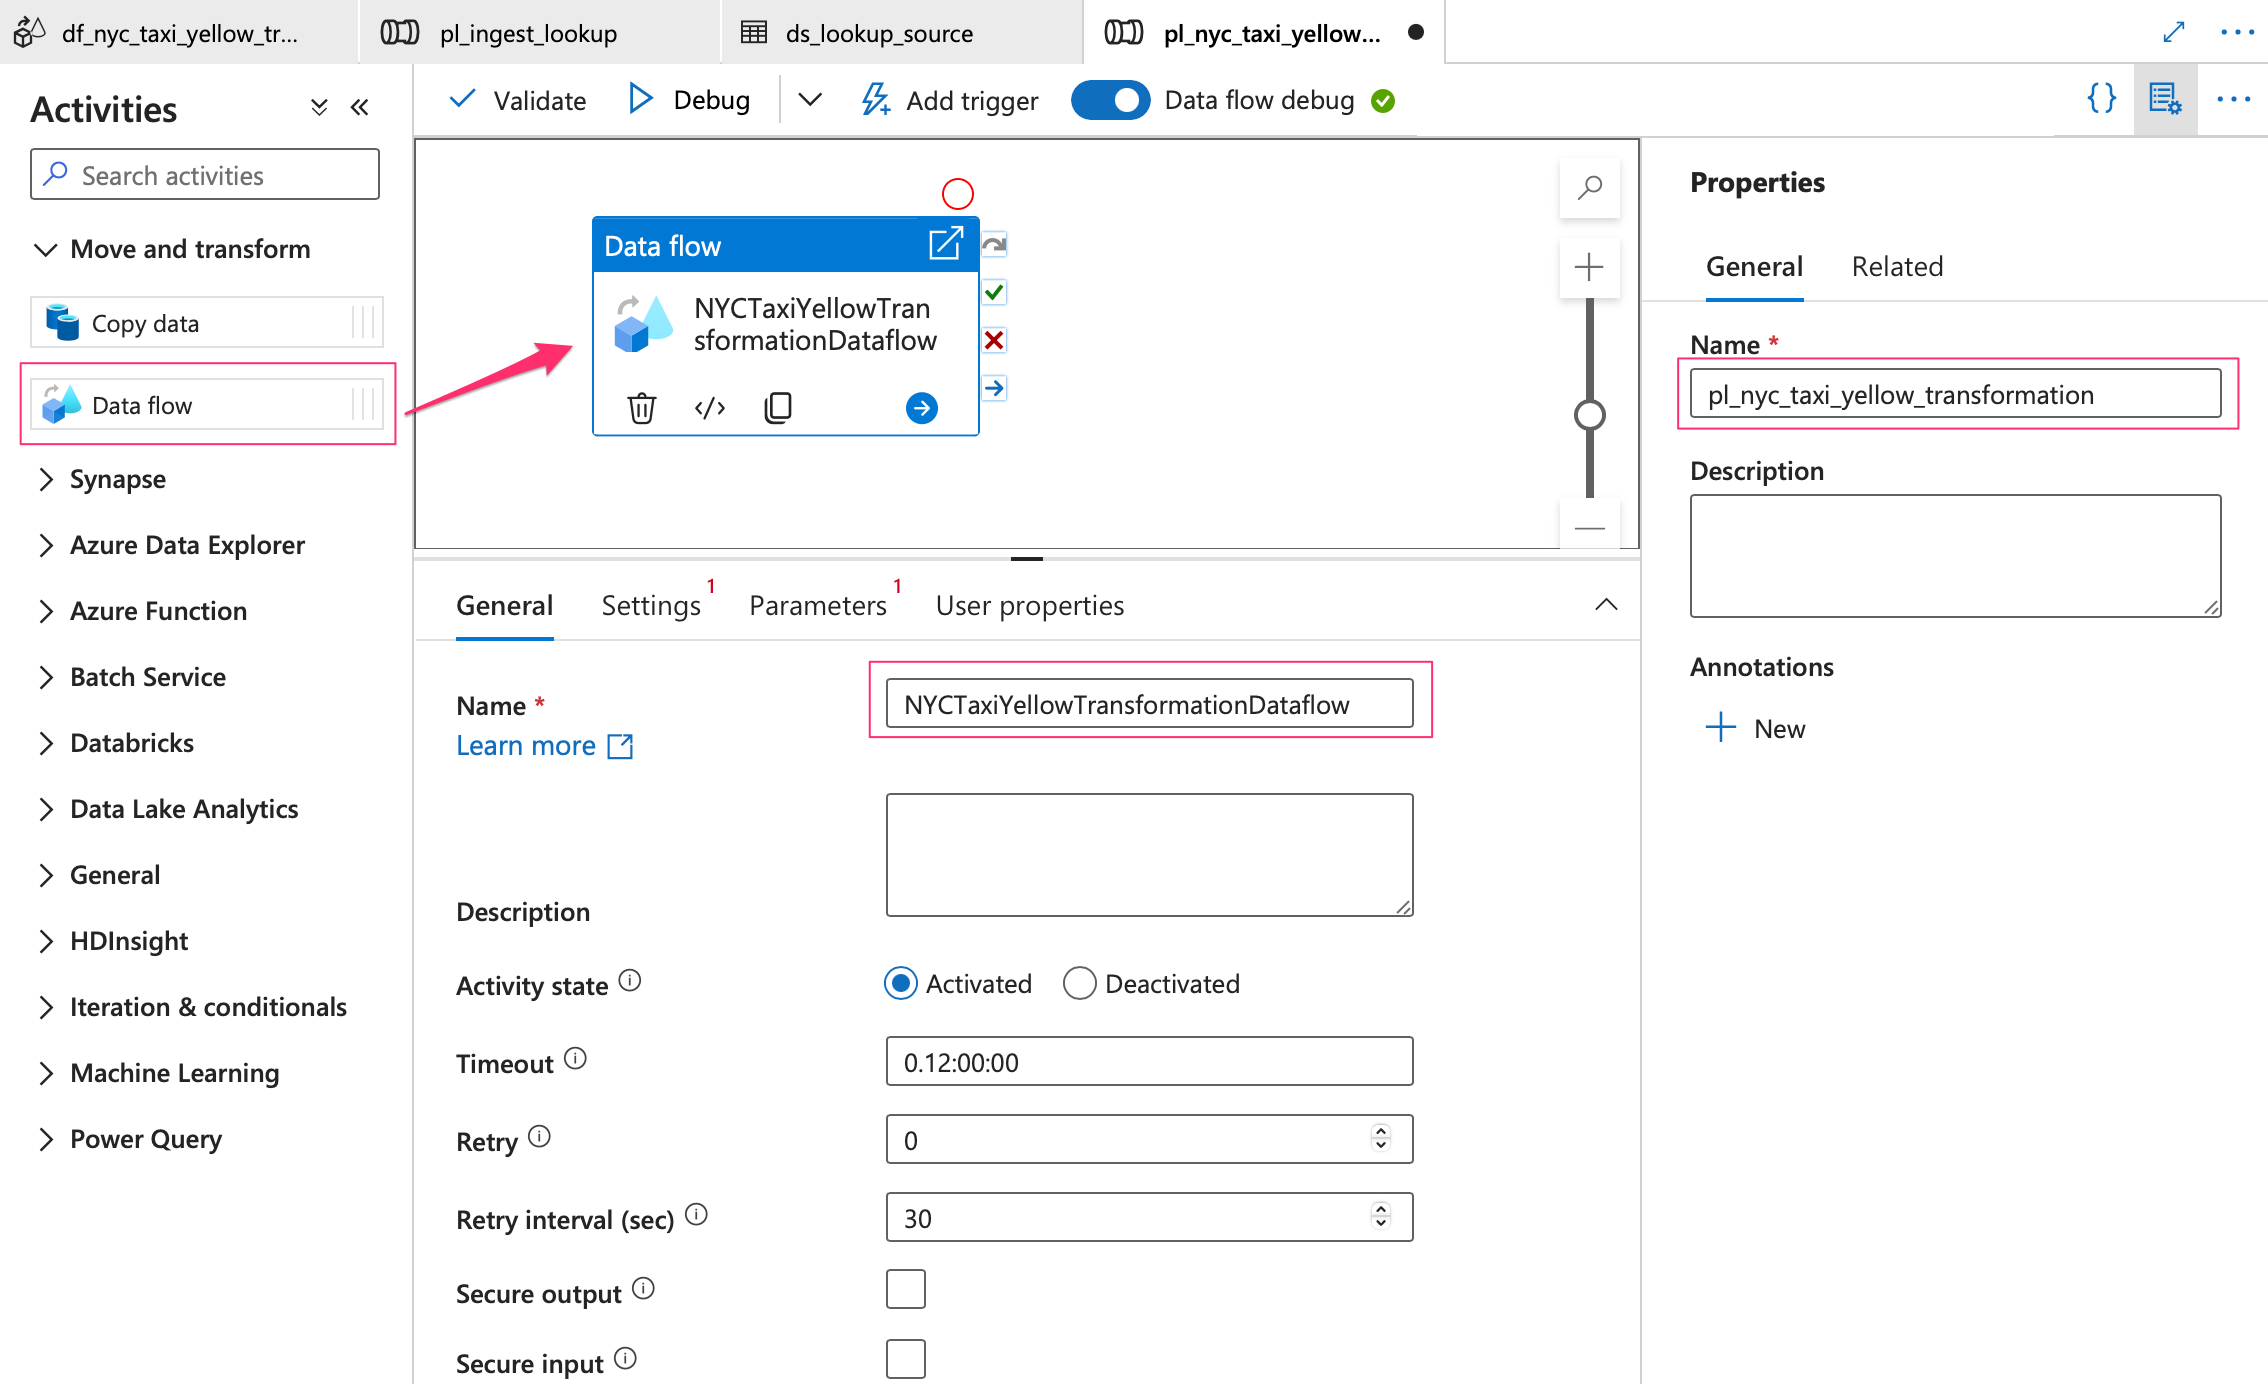 df_nyc_taxi_yellow_tr...
pl_ingest_lookup
ds_lookup_source
pl_nyc_taxi_yellow...
Activities
Search activities
Move and transform
Copy data
Data flow
Synapse
Azure Data Explorer
Azure Function
Batch Service
Databricks
Data Lake Analytics
General
HDInsight
Iteration & conditionals
Machine Learning
Power Query
Validate
Debug
Add trigger
Data flow debug
Data flow
NYCTaxiYellowTran
sformationDataflow
General
Settings 1
Parameters 1
User properties
Name *
NYCTaxiYellowTransformationDataflow
Learn more
Description
Activity state
Activated
Deactivated
Timeout
0.12:00:00
Retry
0
Retry interval (sec)
30
Secure output
Secure input
Properties
General
Related
Name *
pl_nyc_taxi_yellow_transformation
Description
Annotations
New